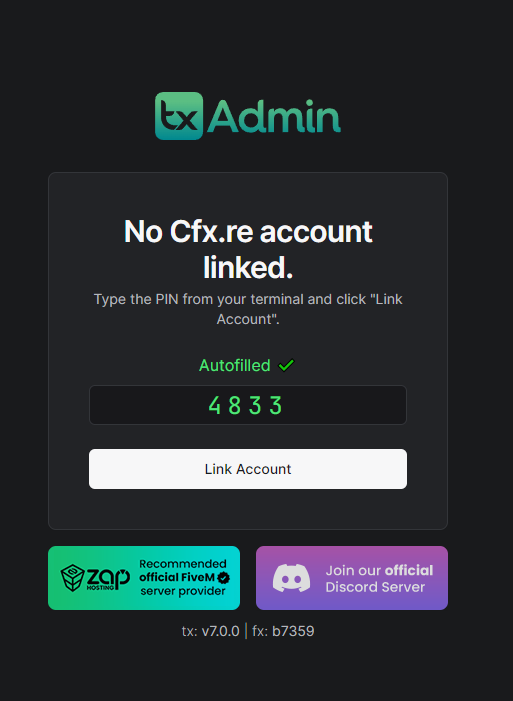 txAdmin
No Cfx.re account
linked.
Type the PIN from your terminal and click "Link
Account".
Autofilled
4833
Link Account
ZAP
HOSTING
Recommended
official FiveM
server provider
Join our official
Discord Server
tx: v7.0.0 | fx: b7359